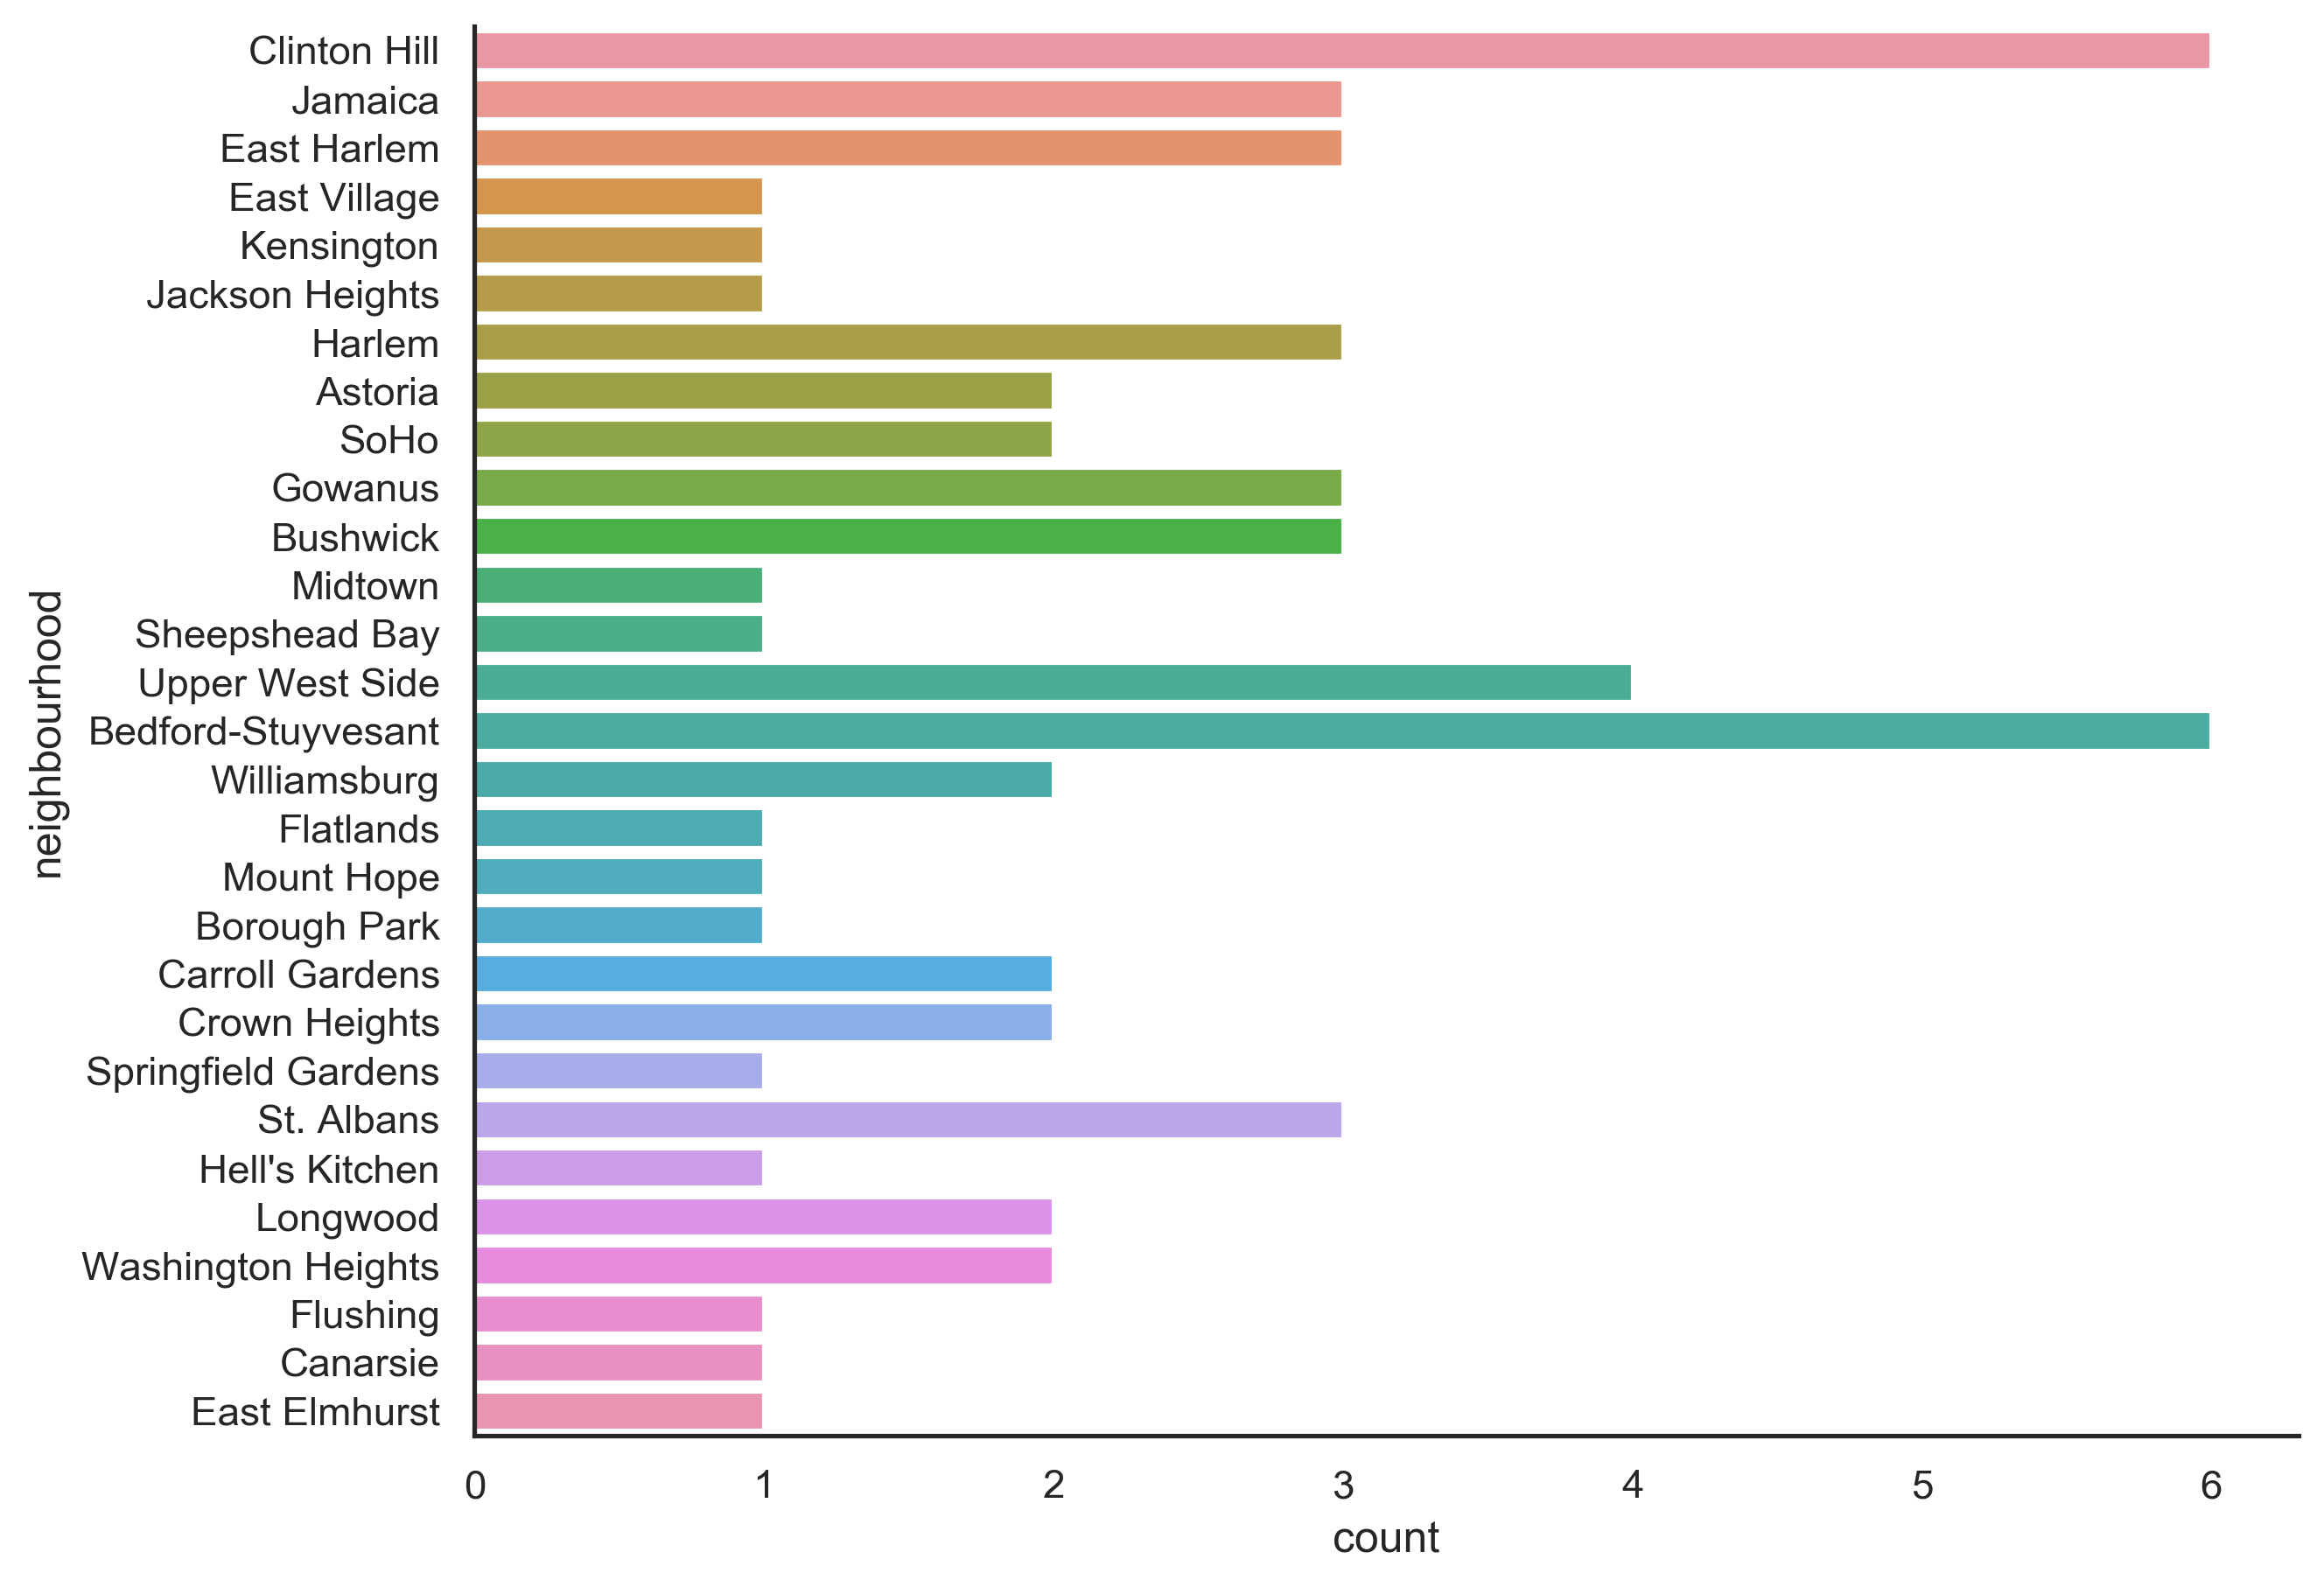 Clinton Hill
Jamaica
East Harlem
East Village
Kensington
Jackson Heights
Harlem
Astoria
SoHo
Gowanus
Bushwick
Midtown
Sheepshead Bay
Upper West Side
Bedford-Stuyvesant
Williamsburg
Flatlands
Mount Hope
Borough Park
Carroll Gardens
Crown Heights
Springfield Gardens
St. Albans
Hell's Kitchen
Longwood
Washington Heights
Flushing
Canarsie
East Elmhurst
neighbourhood
0 1 2 3 4 5 6
count